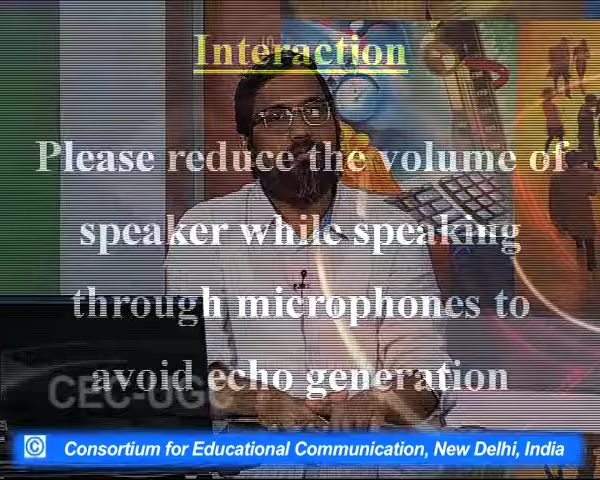 Interaction
Please reduce the volume of
speaker while speaking
through microphones to
avoid echo generation
CEC-UGC
© Consortium for Educational Communication, New Delhi, India